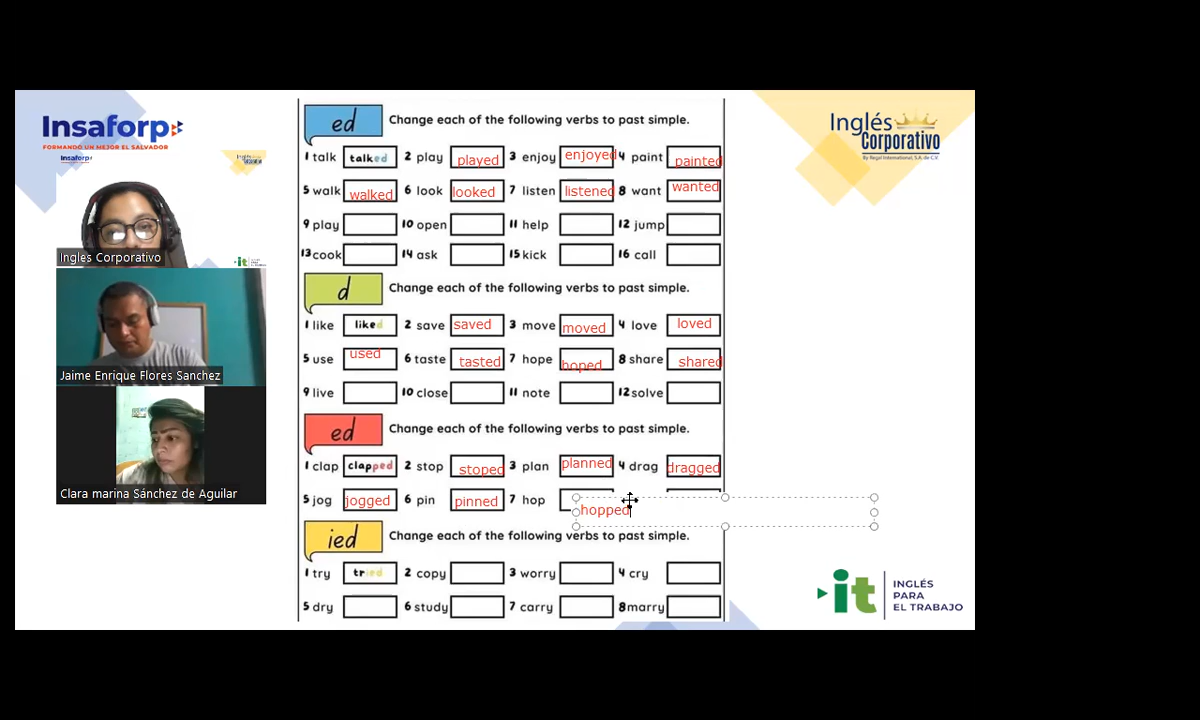 Insaforp
FORMANDO UN MEJOR EL SALVADOR
Insaforp
Inglés
Corporativo
By Regal International, S.A. de C.V.
ed Change each of the following verbs to past simple.
1 talk talked 2 play played 3 enjoy enjoyed 4 paint painted
5 walk walked 6 look looked 7 listen listened 8 want wanted
9 play 10 open 11 help 12 jump
13 cook 14 ask 15 kick 16 call
d Change each of the following verbs to past simple.
1 like liked 2 save saved 3 move moved 4 love loved
5 use used 6 taste tasted 7 hope hoped 8 share shared
9 live 10 close 11 note 12 solve
ed Change each of the following verbs to past simple.
1 clap clapped 2 stop stoped 3 plan planned 4 drag dragged
5 jog jogged 6 pin pinned 7 hop hopped
ied Change each of the following verbs to past simple.
1 try tried 2 copy 3 worry 4 cry
5 dry 6 study 7 carry 8 marry
Ingles Corporativo
Jaime Enrique Flores Sanchez
Clara marina Sánchez de Aguilar
it INGLÉS
PARA
EL TRABAJO